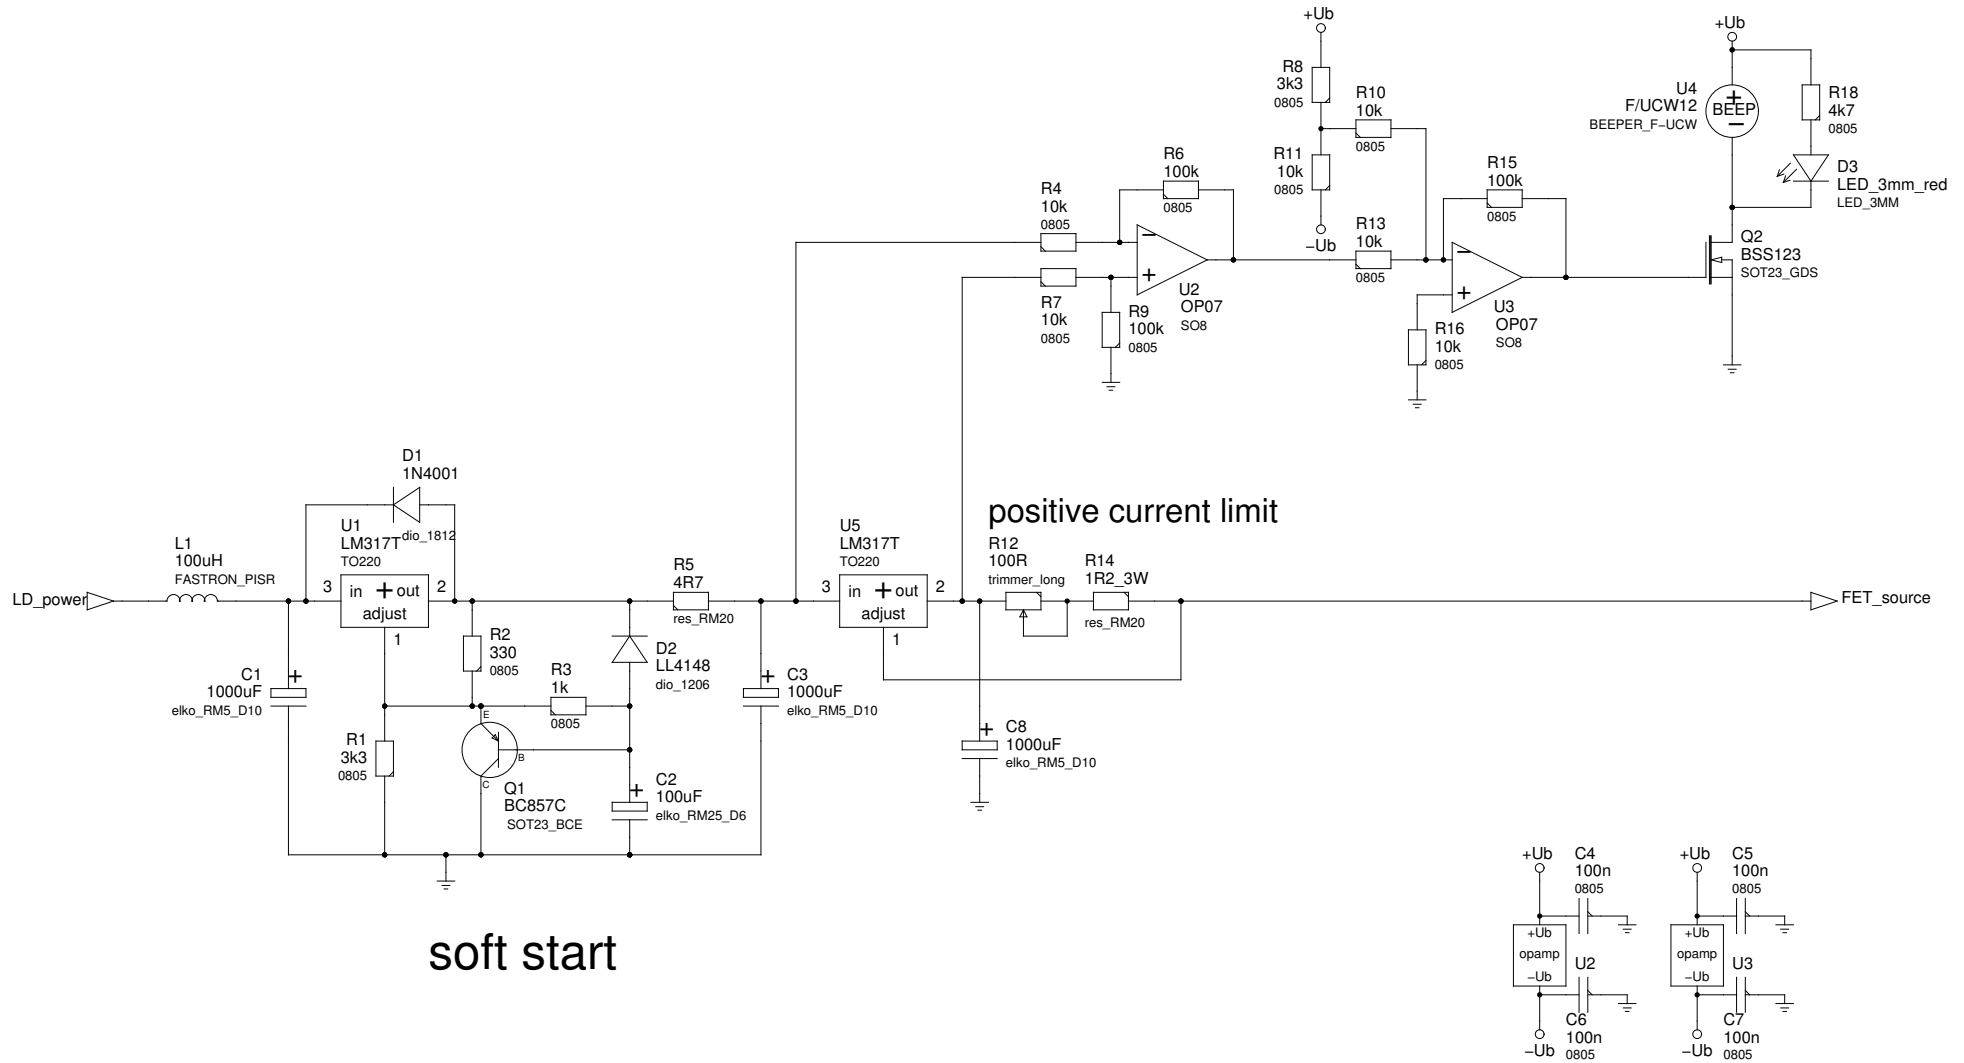 +Ub
R8
3k3
0805
R11
10k
0805
−Ub
R10
10k
0805
R13
10k
0805
+Ub
U4
F/UCW12
BEEPER_F−UCW
BEEP
R18
4k7
0805
D3
LED_3mm_red
LED_3MM
Q2
BSS123
SOT23_GDS
R4
10k
0805
R6
100k
0805
R7
10k
0805
R9
100k
0805
− +
U2
OP07
SO8
R15
100k
0805
− +
U3
OP07
SO8
R16
10k
0805
D1
1N4001
dio_1812
LD_power
L1
100uH
FASTRON_PISR
U1
LM317T
TO220
3
in + out
2
adjust
1
C1
1000uF
elko_RM5_D10
R2
330
0805
R1
3k3
0805
R3
1k
0805
E
B
C
Q1
BC857C
SOT23_BCE
D2
LL4148
dio_1206
C2
100uF
elko_RM25_D6
R5
4R7
res_RM20
C3
1000uF
elko_RM5_D10
U5
LM317T
TO220
3
in + out
2
adjust
1
positive current limit
R12
100R
trimmer_long
R14
1R2_3W
res_RM20
C8
1000uF
elko_RM5_D10
FET_source
soft start
+Ub
C4
100n
0805
+Ub
opamp
−Ub
U2
C6
100n
0805
−Ub
+Ub
C5
100n
0805
+Ub
opamp
−Ub
U3
C7
100n
0805
−Ub